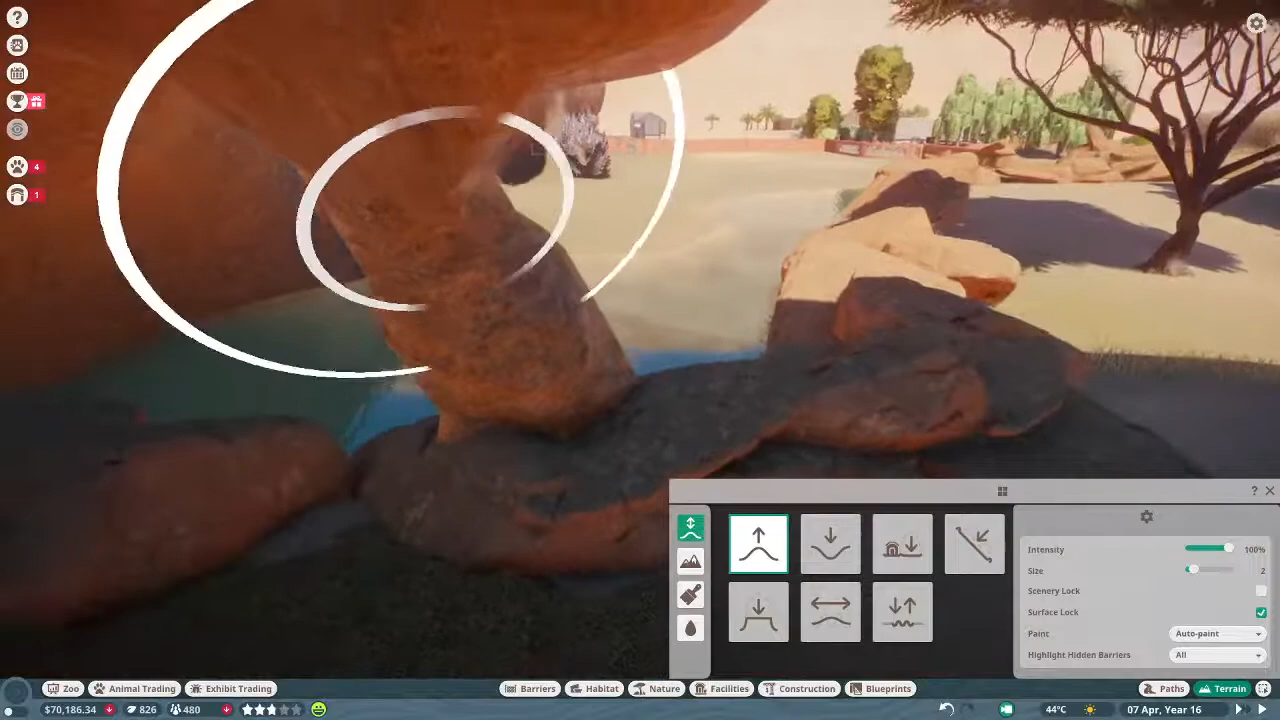 ?
4
1
? ×
Intensity 100%
Size 2
Scenery Lock
Surface Lock
Paint Auto-paint
Highlight Hidden Barriers All
Zoo Animal Trading Exhibit Trading Barriers Habitat Nature Facilities Construction Blueprints Paths Terrain
$70,186.34 826 480 44°C 07 Apr, Year 16